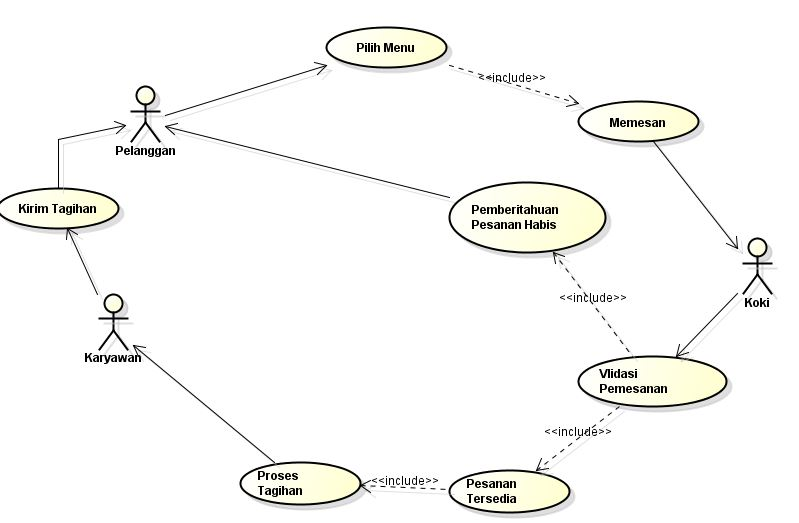 Pilih Menu
<<include>>
Memesan
Pelanggan
Kirim Tagihan
Pemberitahuan
Pesanan Habis
Koki
<<include>>
Karyawan
Vlidasi
Pemesanan
<<include>>
Proses
Tagihan
<<include>>
Pesanan
Tersedia